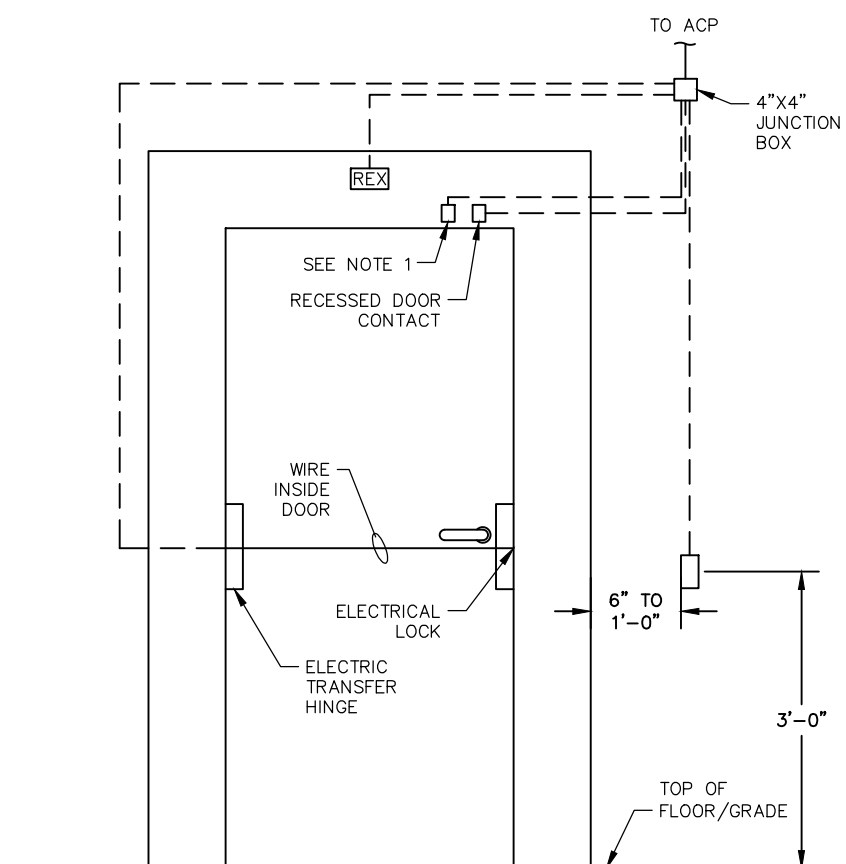 TO ACP
4"X4"
JUNCTION
BOX
REX
SEE NOTE 1
RECESSED DOOR
CONTACT
WIRE
INSIDE
DOOR
6" TO
1'-0"
ELECTRICAL
LOCK
ELECTRIC
TRANSFER
HINGE
3'-0"
TOP OF
FLOOR/GRADE